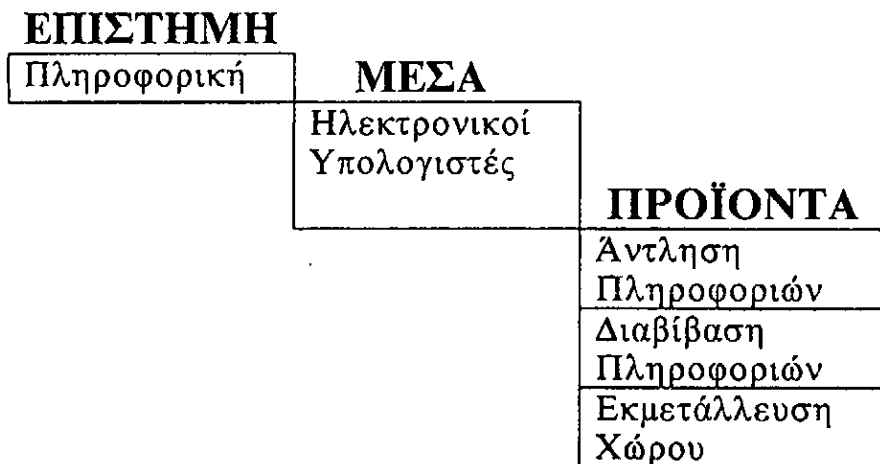 ΕΠΙΣΤΗΜΗ
Πληροφορική
ΜΕΣΑ
Ηλεκτρονικοί
Υπολογιστές
ΠΡΟΪΟΝΤΑ
Άντληση
Πληροφοριών
Διαβίβαση
Πληροφοριών
Εκμετάλλευση
Χώρου